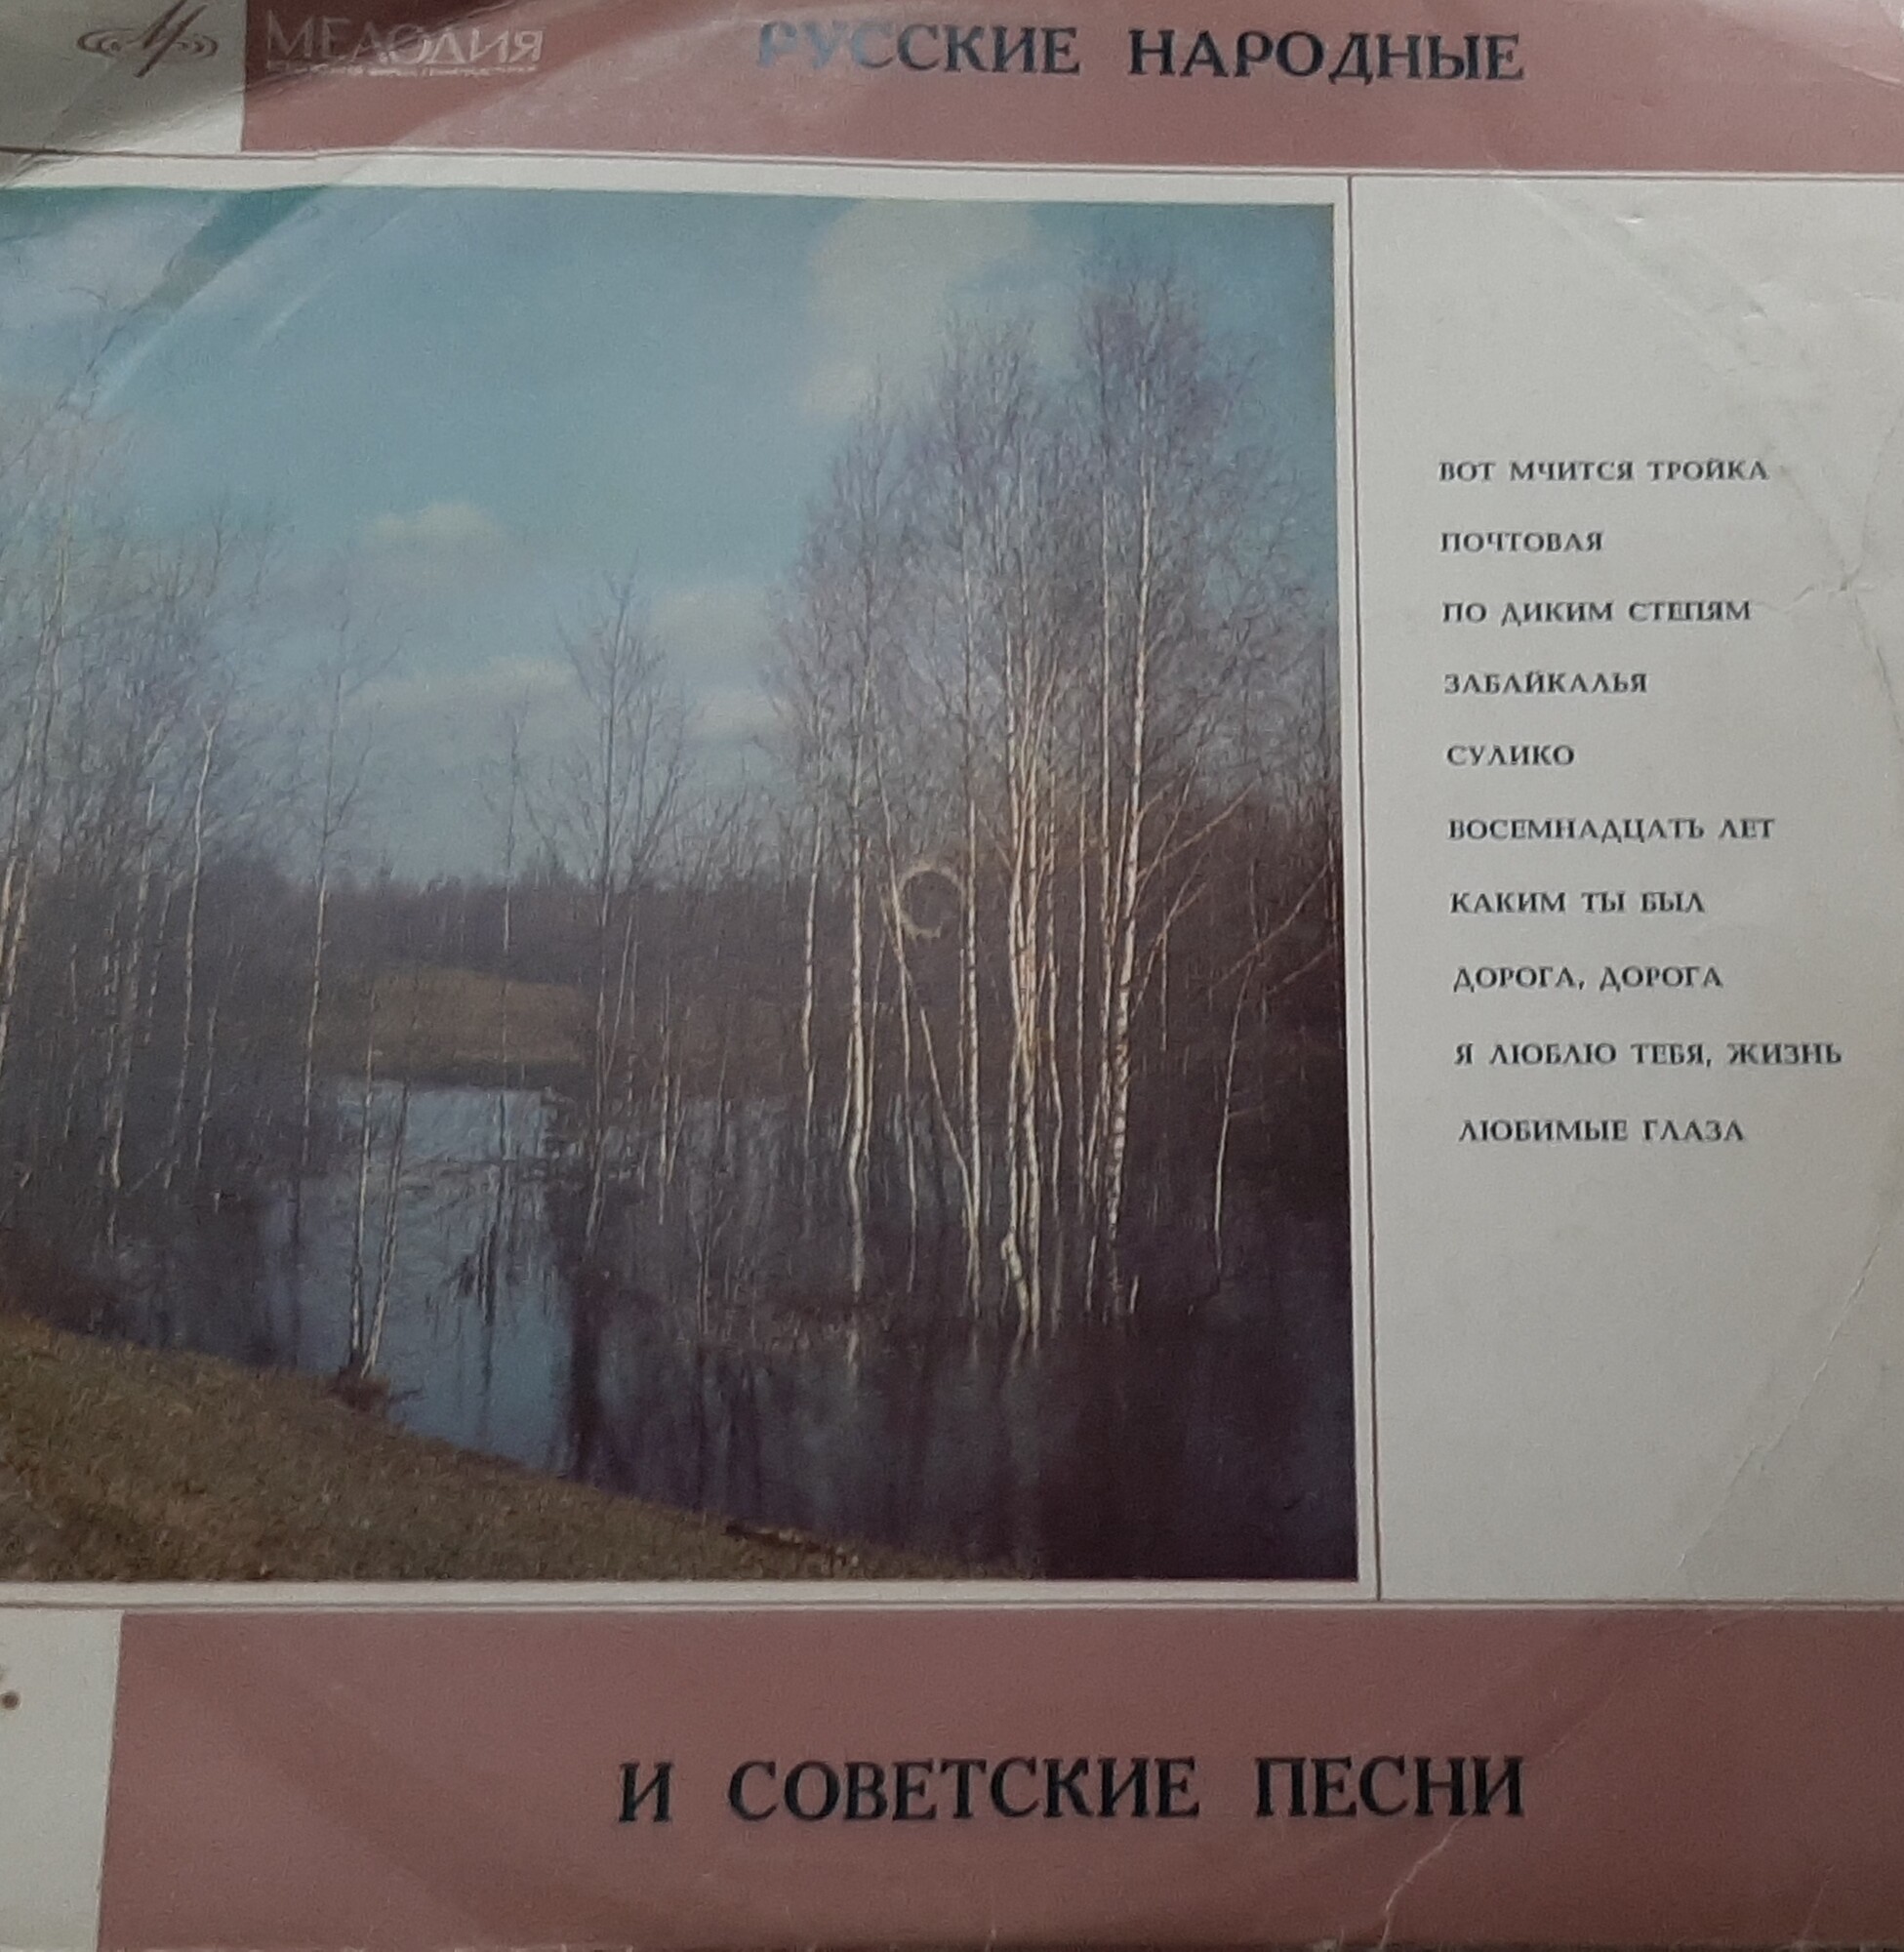 МЕЛОДИЯ
РУССКИЕ НАРОДНЫЕ
ВОТ МЧИТСЯ ТРОЙКА
ПОЧТОВАЯ
ПО ДИКИМ СТЕПЯМ
ЗАБАЙКАЛЬЯ
СУЛИКО
ВОСЕМНАДЦАТЬ ЛЕТ
КАКИМ ТЫ БЫЛ
ДОРОГА, ДОРОГА
Я ЛЮБЛЮ ТЕБЯ, ЖИЗНЬ
ЛЮБИМЫЕ ГЛАЗА
И СОВЕТСКИЕ ПЕСНИ